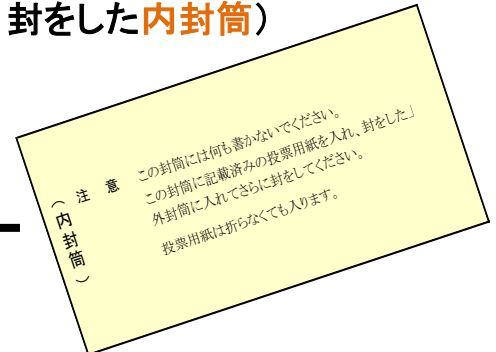 封をした内封筒）
（内封筒）
注　意
この封筒には何も書かないでください。
この封筒に記載済みの投票用紙を入れ、封をした」
外封筒に入れてさらに封をしてください。
投票用紙は折らなくても入ります。